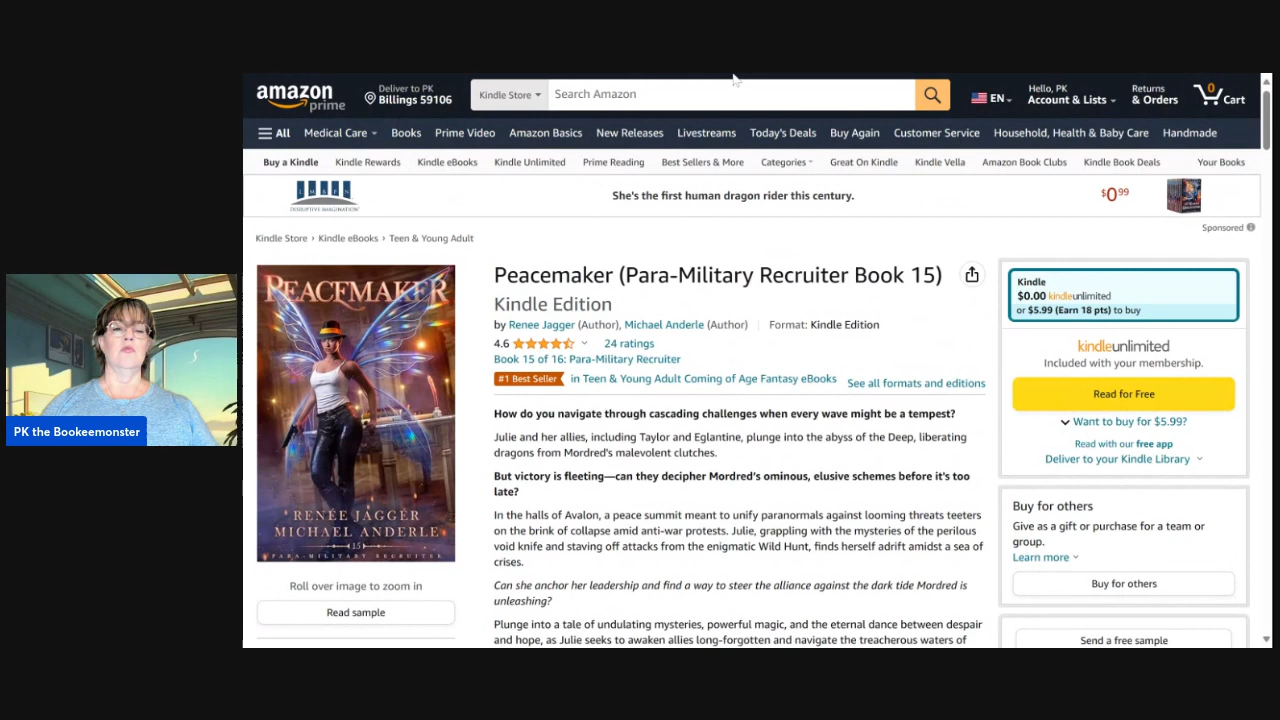 amazon
prime
Deliver to PK
Billings 59106
Kindle Store
Search Amazon
EN
Hello, PK
Account & Lists
Returns
& Orders
0
Cart
All
Medical Care
Books
Prime Video
Amazon Basics
New Releases
Livestreams
Today's Deals
Buy Again
Customer Service
Household, Health & Baby Care
Handmade
Buy a Kindle
Kindle Rewards
Kindle eBooks
Kindle Unlimited
Prime Reading
Best Sellers & More
Categories
Great On Kindle
Kindle Vella
Amazon Book Clubs
Kindle Book Deals
Your Books
LMBPN
DISRUPTIVE IMAGINATION
She's the first human dragon rider this century.
$0.99
Sponsored
Kindle Store › Kindle eBooks › Teen & Young Adult
PEACEMAKER
RENÉE JAGGER
MICHAEL ANDERLE
15
PARA-MILITARY RECRUITER
Roll over image to zoom in
Read sample
Peacemaker (Para-Military Recruiter Book 15)
Kindle Edition
by Renee Jagger (Author), Michael Anderle (Author) | Format: Kindle Edition
4.6 24 ratings
Book 15 of 16: Para-Military Recruiter
#1 Best Seller in Teen & Young Adult Coming of Age Fantasy eBooks
See all formats and editions
How do you navigate through cascading challenges when every wave might be a tempest?
Julie and her allies, including Taylor and Eglantine, plunge into the abyss of the Deep, liberating
dragons from Mordred's malevolent clutches.
But victory is fleeting—can they decipher Mordred's ominous, elusive schemes before it's too
late?
In the halls of Avalon, a peace summit meant to unify paranormals against looming threats teeters
on the brink of collapse amid anti-war protests. Julie, grappling with the mysteries of the perilous
void knife and staving off attacks from the enigmatic Wild Hunt, finds herself adrift amidst a sea of
crises.
Can she anchor her leadership and find a way to steer the alliance against the dark tide Mordred is
unleashing?
Plunge into a tale of undulating mysteries, powerful magic, and the eternal dance between despair
and hope, as Julie seeks to awaken allies long-forgotten and navigate the treacherous waters of
Kindle
$0.00 kindleunlimited
or $5.99 (Earn 18 pts) to buy
kindleunlimited
Included with your membership.
Read for Free
Want to buy for $5.99?
Read with our free app
Deliver to your Kindle Library
Buy for others
Give as a gift or purchase for a team or
group.
Learn more
Buy for others
Send a free sample
PK the Bookeemonster